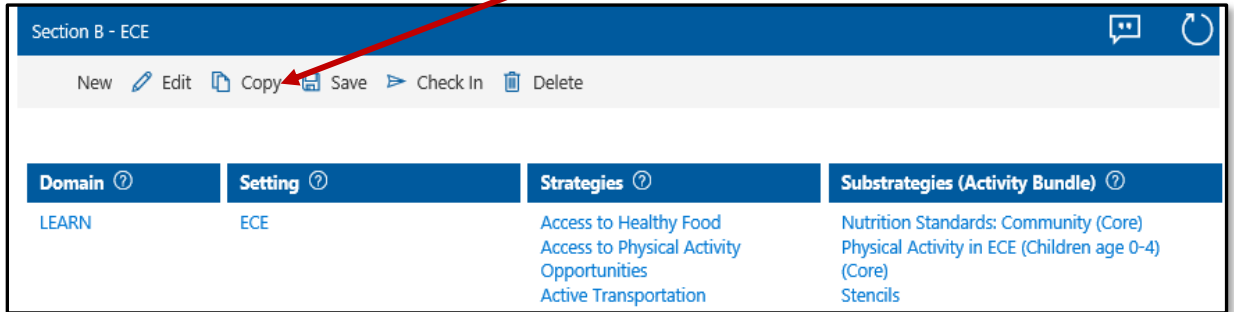 Section B - ECE
New Edit Copy Save Check In Delete
Domain Setting Strategies Substrategies (Activity Bundle)
LEARN ECE Access to Healthy Food Nutrition Standards: Community (Core)
Access to Physical Activity Physical Activity in ECE (Children age 0-4)
Opportunities (Core)
Active Transportation Stencils